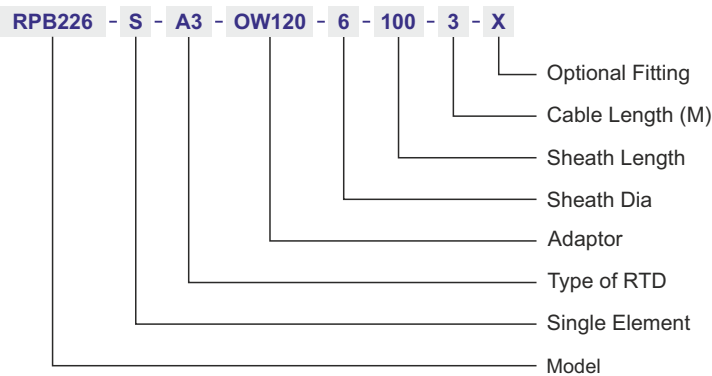 RPB226 - S - A3 - OW120 - 6 - 100 - 3 - X
Optional Fitting
Cable Length (M)
Sheath Length
Sheath Dia
Adaptor
Type of RTD
Single Element
Model